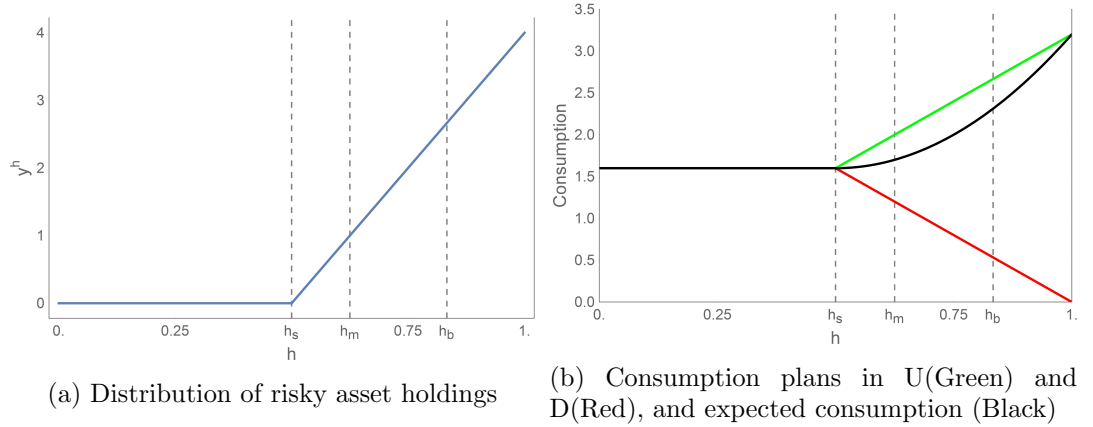 4
3
2
1
0
y^h
0.
0.25
h_s
h_m
0.75
h_b
1.
h
(a) Distribution of risky asset holdings
3.5
3.0
2.5
2.0
1.5
1.0
0.5
0.0
Consumption
0.
0.25
h_s
h_m
0.75
h_b
1.
h
(b) Consumption plans in U(Green) and
D(Red), and expected consumption (Black)